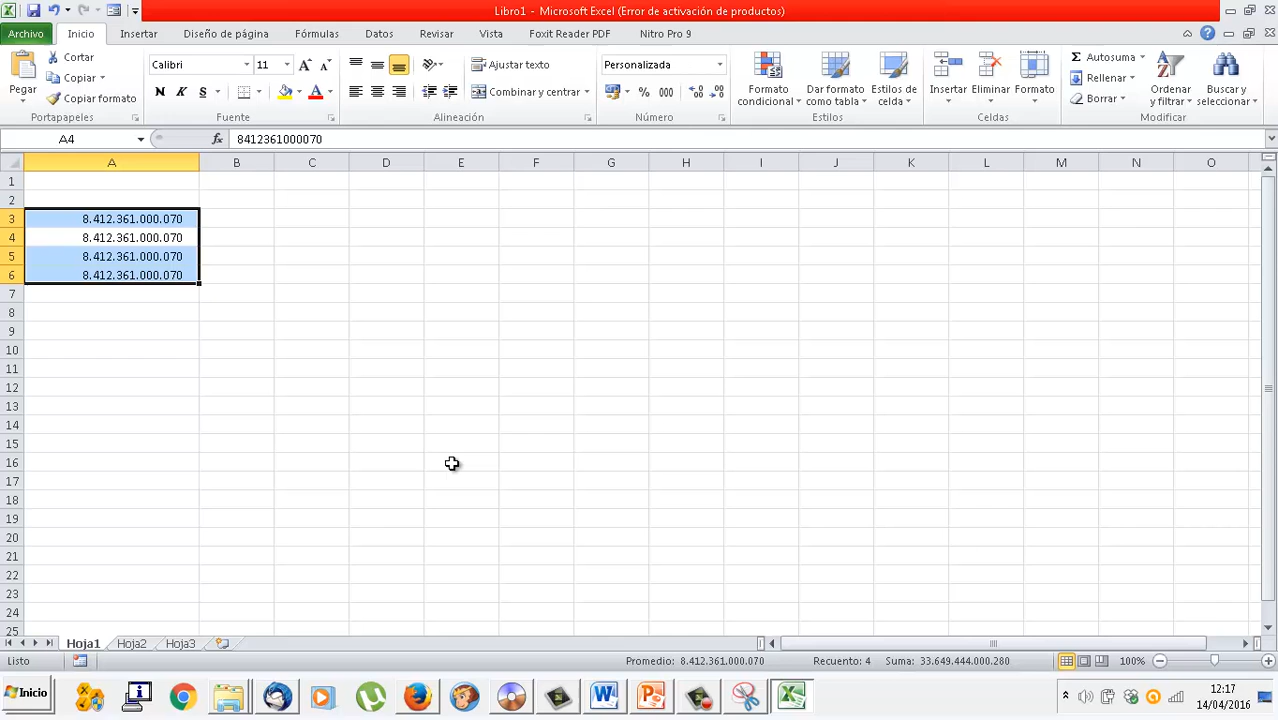 Libro1 - Microsoft Excel (Error de activación de productos)
Archivo Inicio Insertar Diseño de página Fórmulas Datos Revisar Vista Foxit Reader PDF Nitro Pro 9
Pegar
Cortar
Copiar
Copiar formato
Portapapeles
Calibri 11
N K S
Fuente
Ajustar texto
Combinar y centrar
Alineación
Personalizada
% 000
Número
Formato condicional
Dar formato como tabla
Estilos de celda
Estilos
Insertar Eliminar Formato
Celdas
Autosuma
Rellenar
Borrar
Ordenar y filtrar
Buscar y seleccionar
Modificar
A4 fx 8412361000070
A B C D E F G H I J K L M N O
1
2
3 8.412.361.000.070
4 8.412.361.000.070
5 8.412.361.000.070
6 8.412.361.000.070
7
8
9
10
11
12
13
14
15
16
17
18
19
20
21
22
23
24
25
Hoja1 Hoja2 Hoja3
Listo Promedio: 8.412.361.000.070 Recuento: 4 Suma: 33.649.444.000.280 100%
Inicio 12:17
14/04/2016